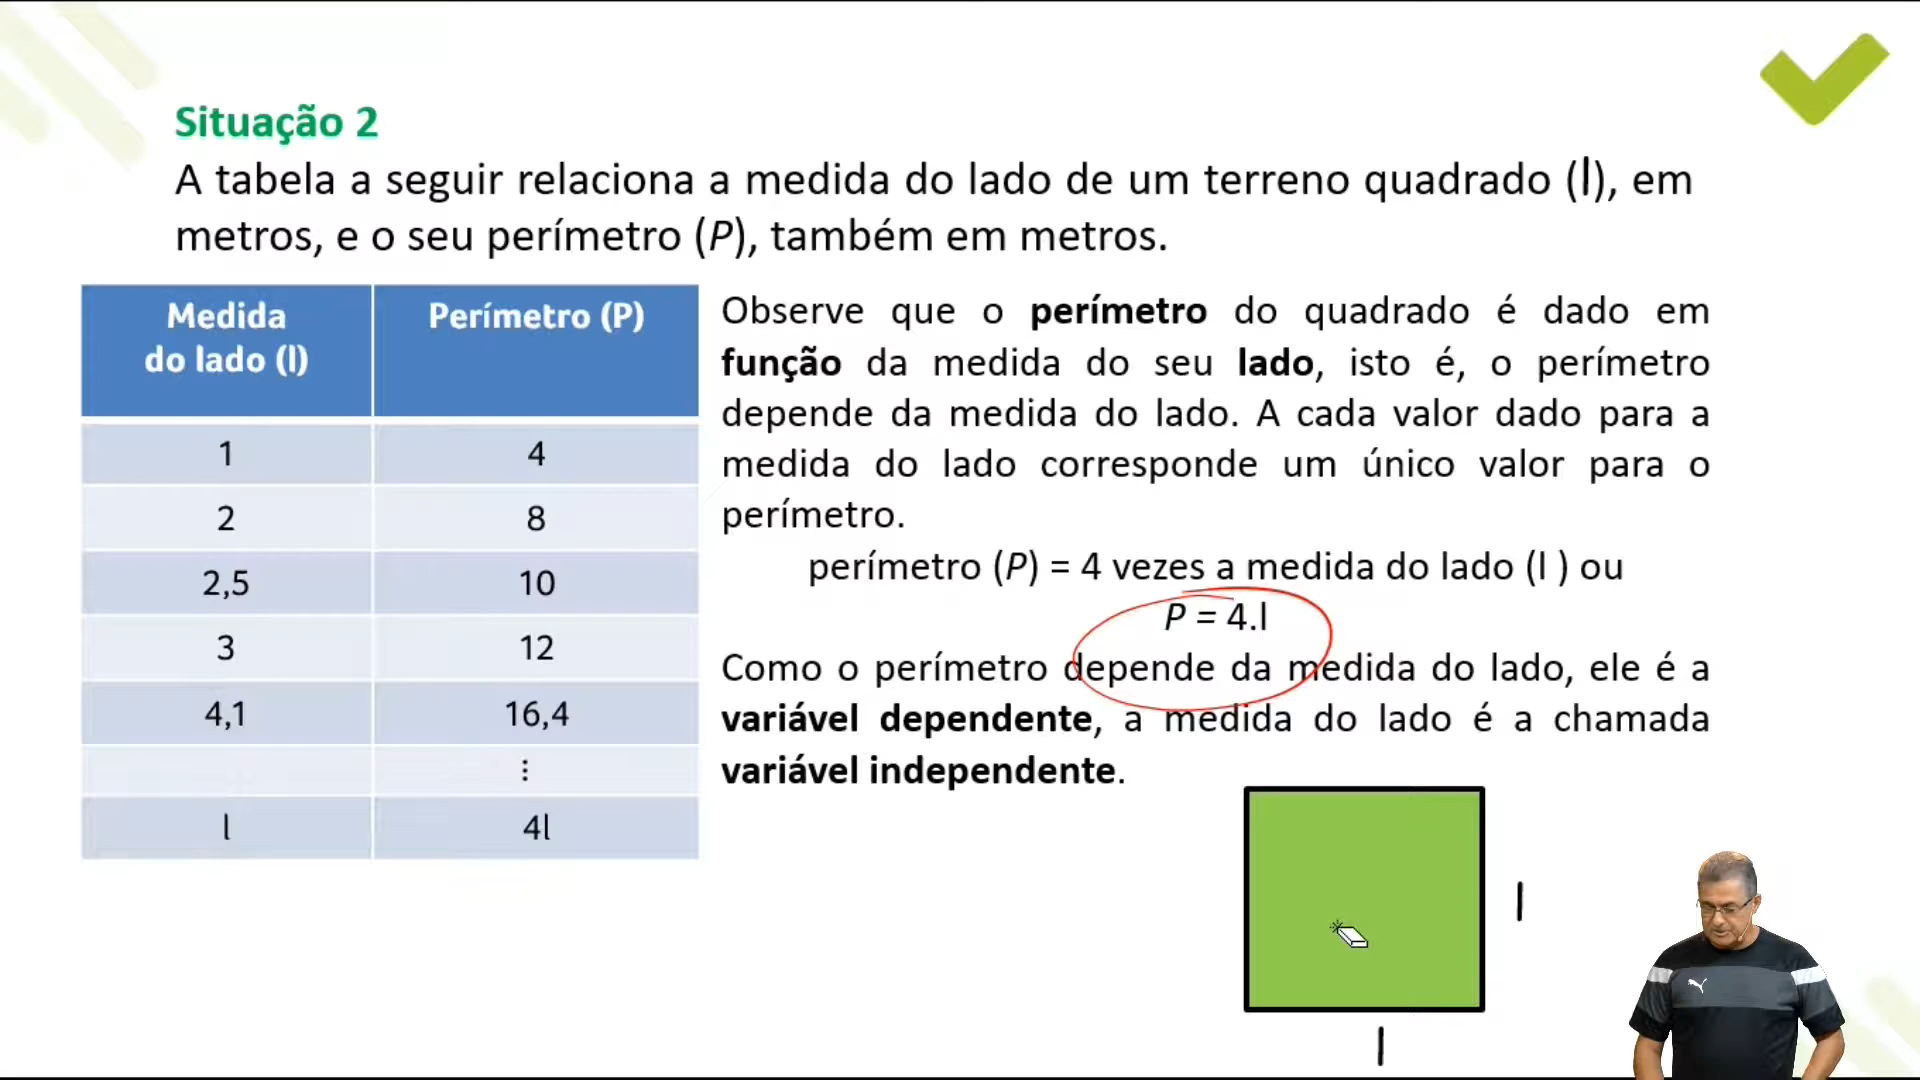 Situação 2
A tabela a seguir relaciona a medida do lado de um terreno quadrado (l), em
metros, e o seu perímetro (P), também em metros.
Medida
do lado (l)
Perímetro (P)
1 4
2 8
2,5 10
3 12
4,1 16,4
⋮
l 4l
Observe que o perímetro do quadrado é dado em
função da medida do seu lado, isto é, o perímetro
depende da medida do lado. A cada valor dado para a
medida do lado corresponde um único valor para o
perímetro.
perímetro (P) = 4 vezes a medida do lado (l ) ou
P = 4.l
Como o perímetro depende da medida do lado, ele é a
variável dependente, a medida do lado é a chamada
variável independente.
l
l